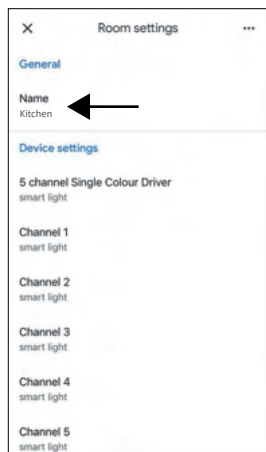 Room settings
General
Name
Kitchen
Device settings
5 channel Single Colour Driver
smart light
Channel 1
smart light
Channel 2
smart light
Channel 3
smart light
Channel 4
smart light
Channel 5
smart light